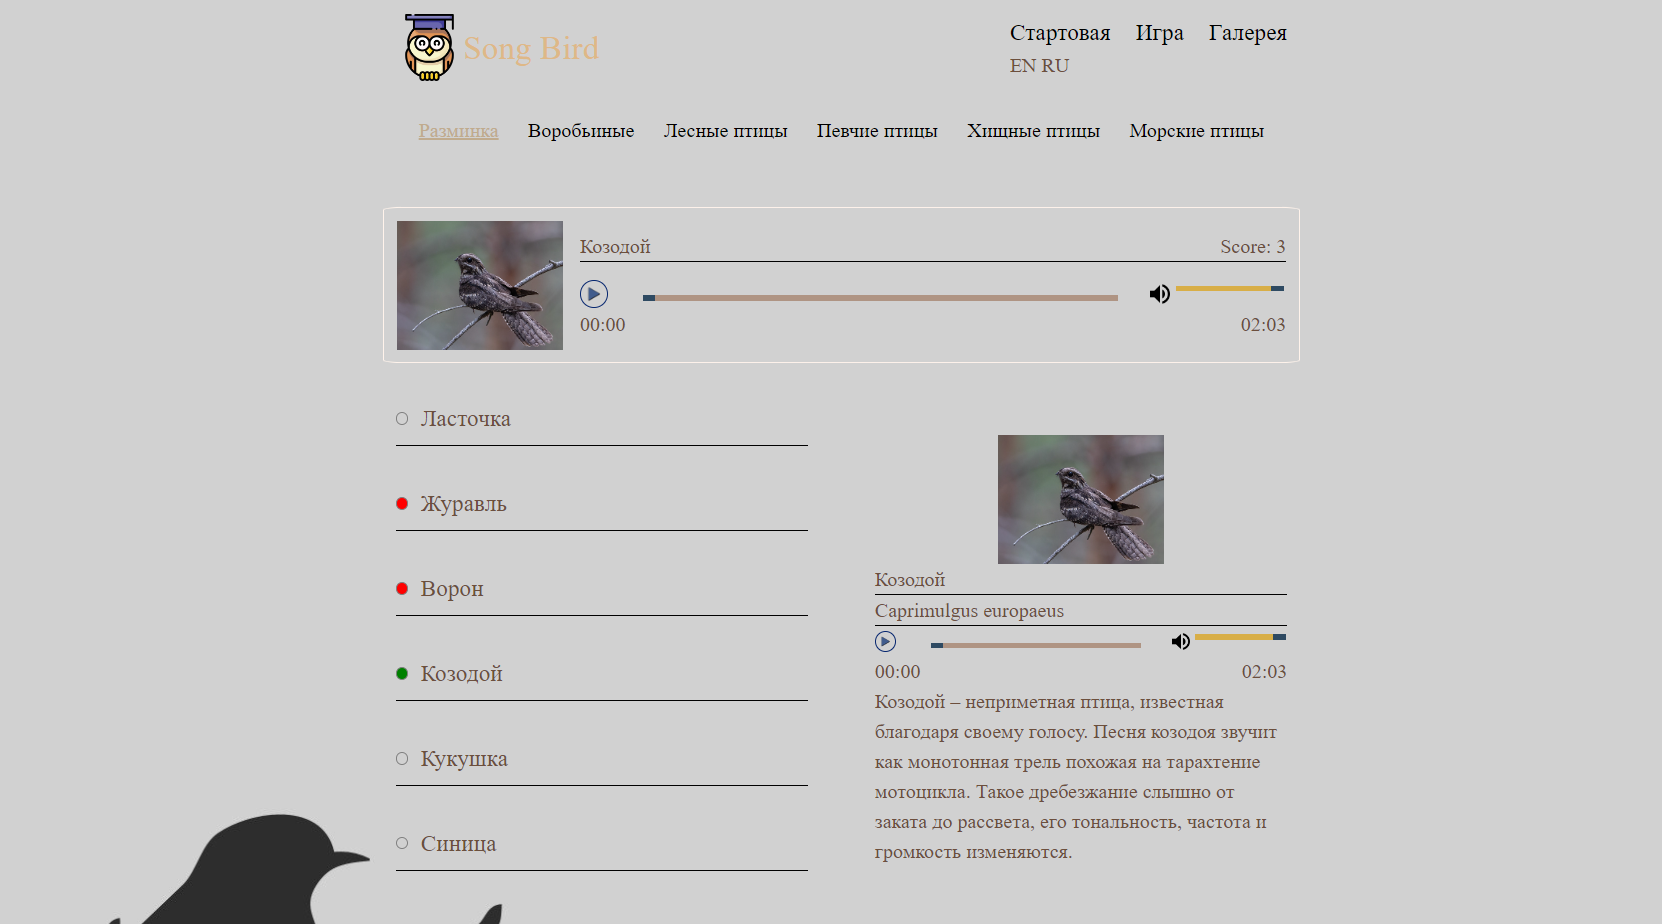 Song Bird
Стартовая Игра Галерея
EN RU
Разминка Воробьиные Лесные птицы Певчие птицы Хищные птицы Морские птицы
Козодой Score: 3
00:00 02:03
Ласточка
Журавль
Ворон
Козодой
Кукушка
Синица
Козодой
Caprimulgus europaeus
00:00 02:03
Козодой – неприметная птица, известная
благодаря своему голосу. Песня козодоя звучит
как монотонная трель похожая на тарахтение
мотоцикла. Такое дребезжание слышно от
заката до рассвета, его тональность, частота и
громкость изменяются.